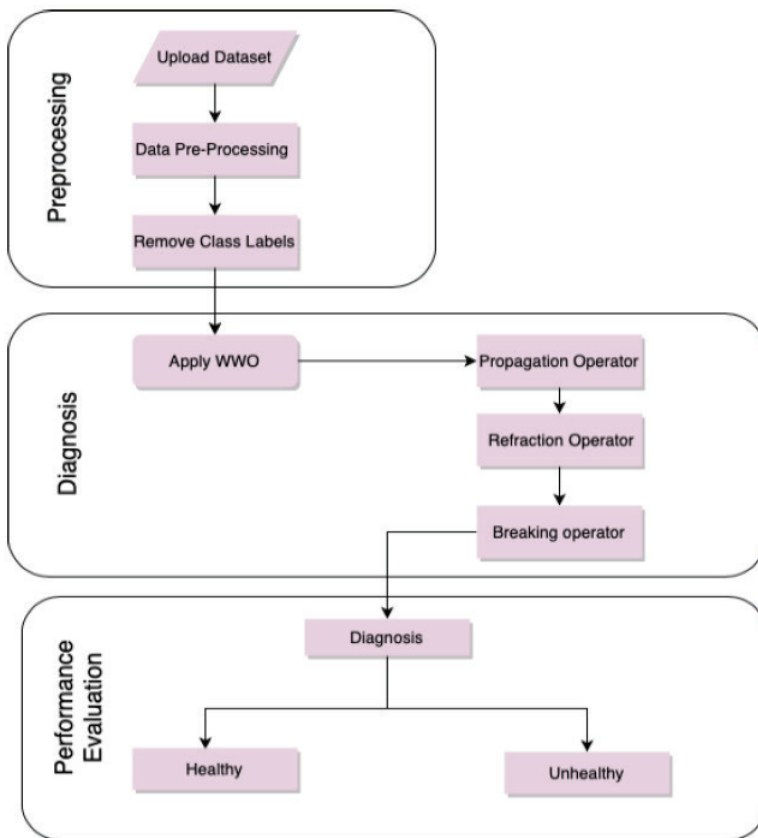 Preprocessing
Upload Dataset
Data Pre-Processing
Remove Class Labels
Diagnosis
Apply WWO
Propagation Operator
Refraction Operator
Breaking operator
Performance
Evaluation
Diagnosis
Healthy
Unhealthy